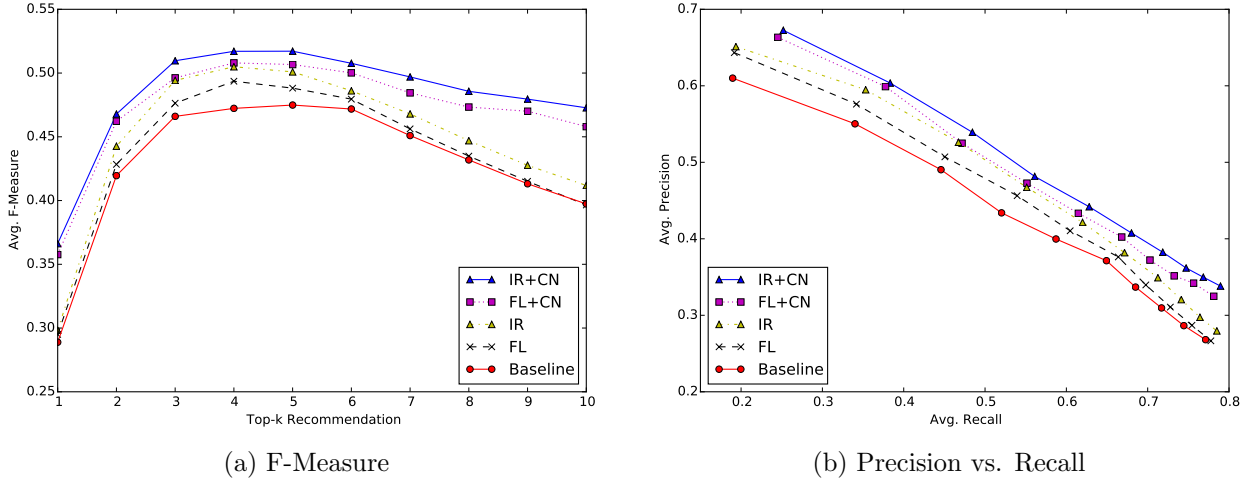 0.55
0.50
0.45
0.40
0.35
0.30
0.25
Avg. F-Measure
1 2 3 4 5 6 7 8 9 10
Top-k Recommendation
IR+CN
FL+CN
IR
FL
Baseline
(a) F-Measure
0.7
0.6
0.5
0.4
0.3
0.2
Avg. Precision
0.2 0.3 0.4 0.5 0.6 0.7 0.8
Avg. Recall
IR+CN
FL+CN
IR
FL
Baseline
(b) Precision vs. Recall